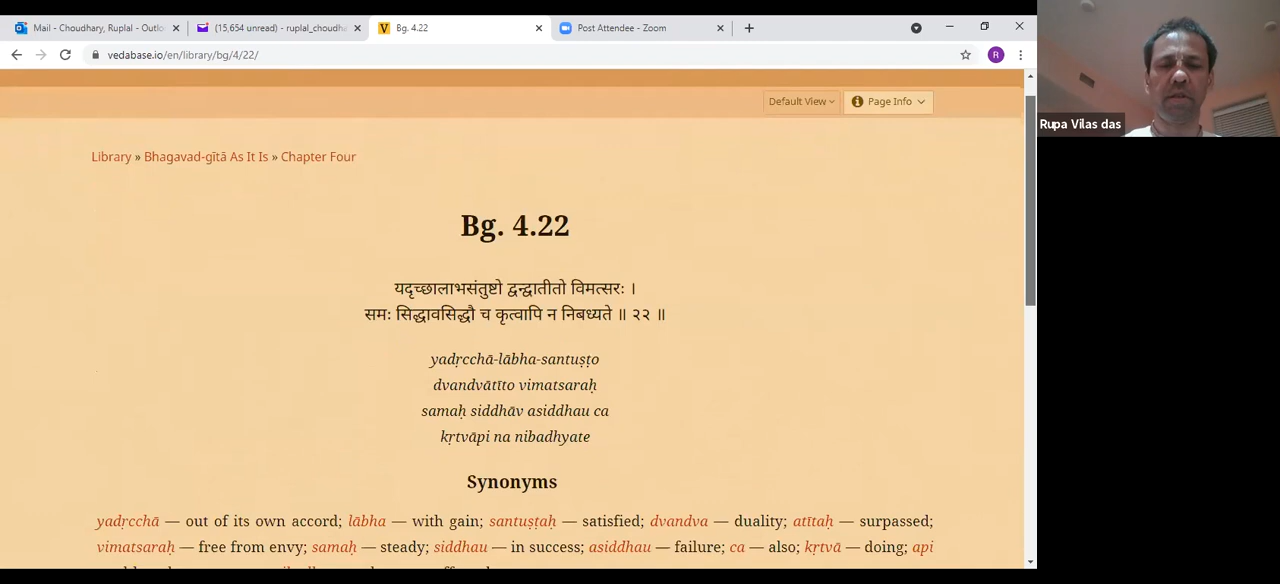 Mail - Choudhary, Ruplal - Outlo
(15,654 unread) - ruplal_choudha
Bg. 4.22
Post Attendee - Zoom
vedabase.io/en/library/bg/4/22/
R
Default View
Page Info
Rupa Vilas das
Library » Bhagavad-gītā As It Is » Chapter Four
Bg. 4.22
यदृच्छालाभसंतुष्टो द्वन्द्वातीतो विमत्सरः ।
समः सिद्धावसिद्धौ च कृत्वापि न निबध्यते ॥ २२ ॥
yadṛcchā-lābha-santuṣṭo
dvandvātīto vimatsaraḥ
samaḥ siddhāv asiddhau ca
kṛtvāpi na nibadhyate
Synonyms
yadṛcchā — out of its own accord; lābha — with gain; santuṣṭaḥ — satisfied; dvandva — duality; atītaḥ — surpassed;
vimatsaraḥ — free from envy; samaḥ — steady; siddhau — in success; asiddhau — failure; ca — also; kṛtvā — doing; api